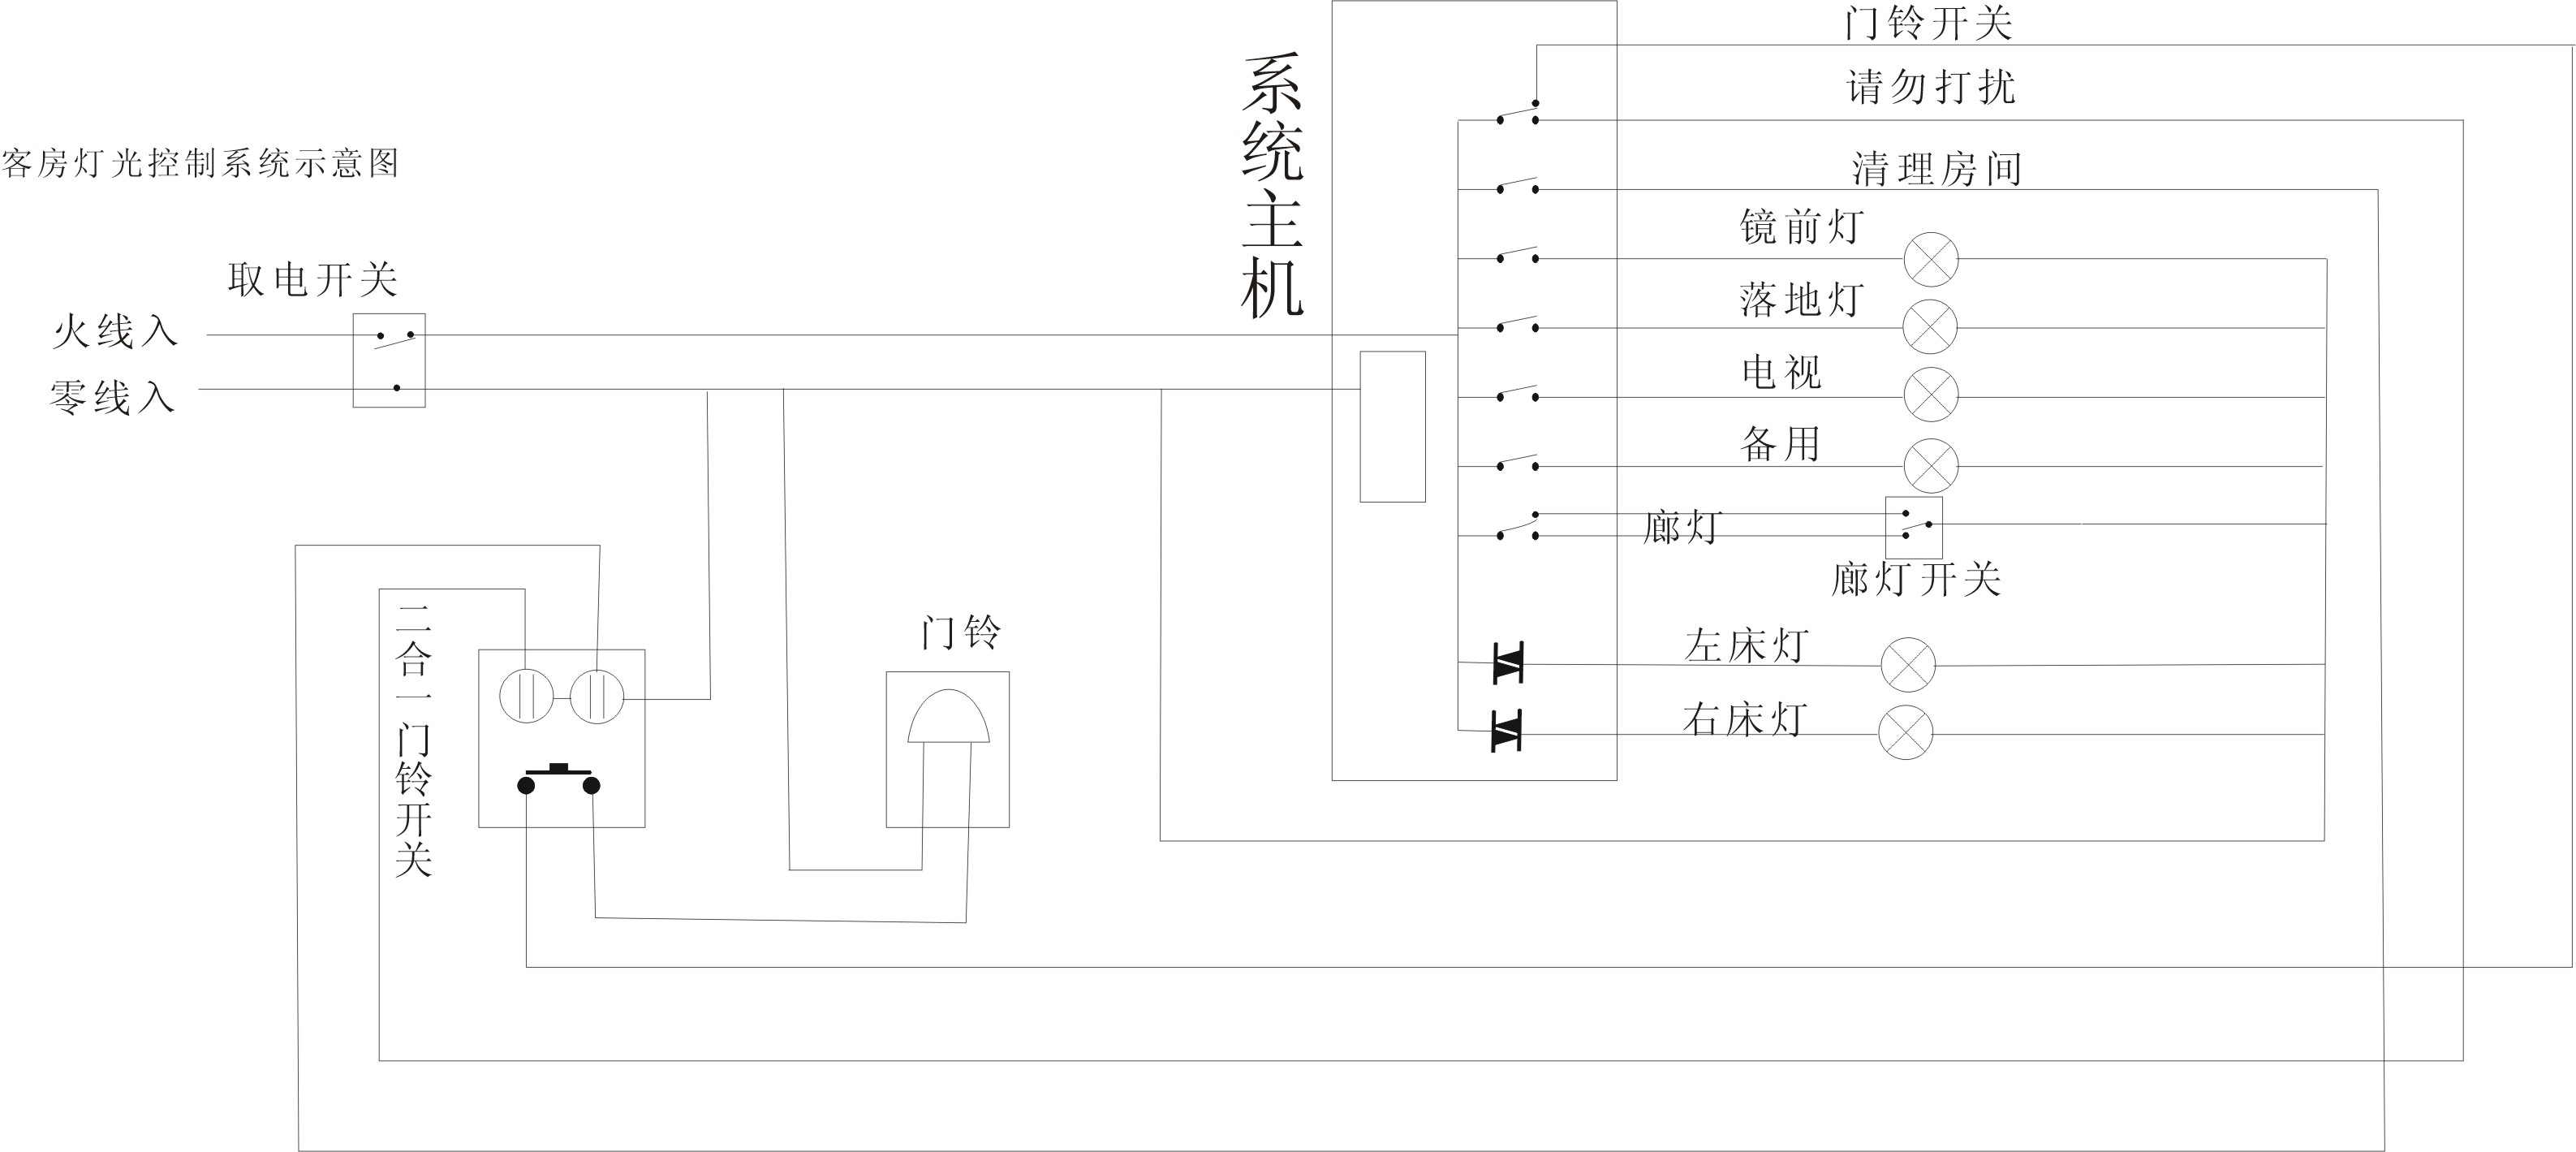 客房灯光控制系统示意图
取电开关
火线入
零线入
系统主机
门铃开关
请勿打扰
清理房间
镜前灯
落地灯
电视
备用
廊灯
廊灯开关
左床灯
右床灯
二合一门铃开关
门铃